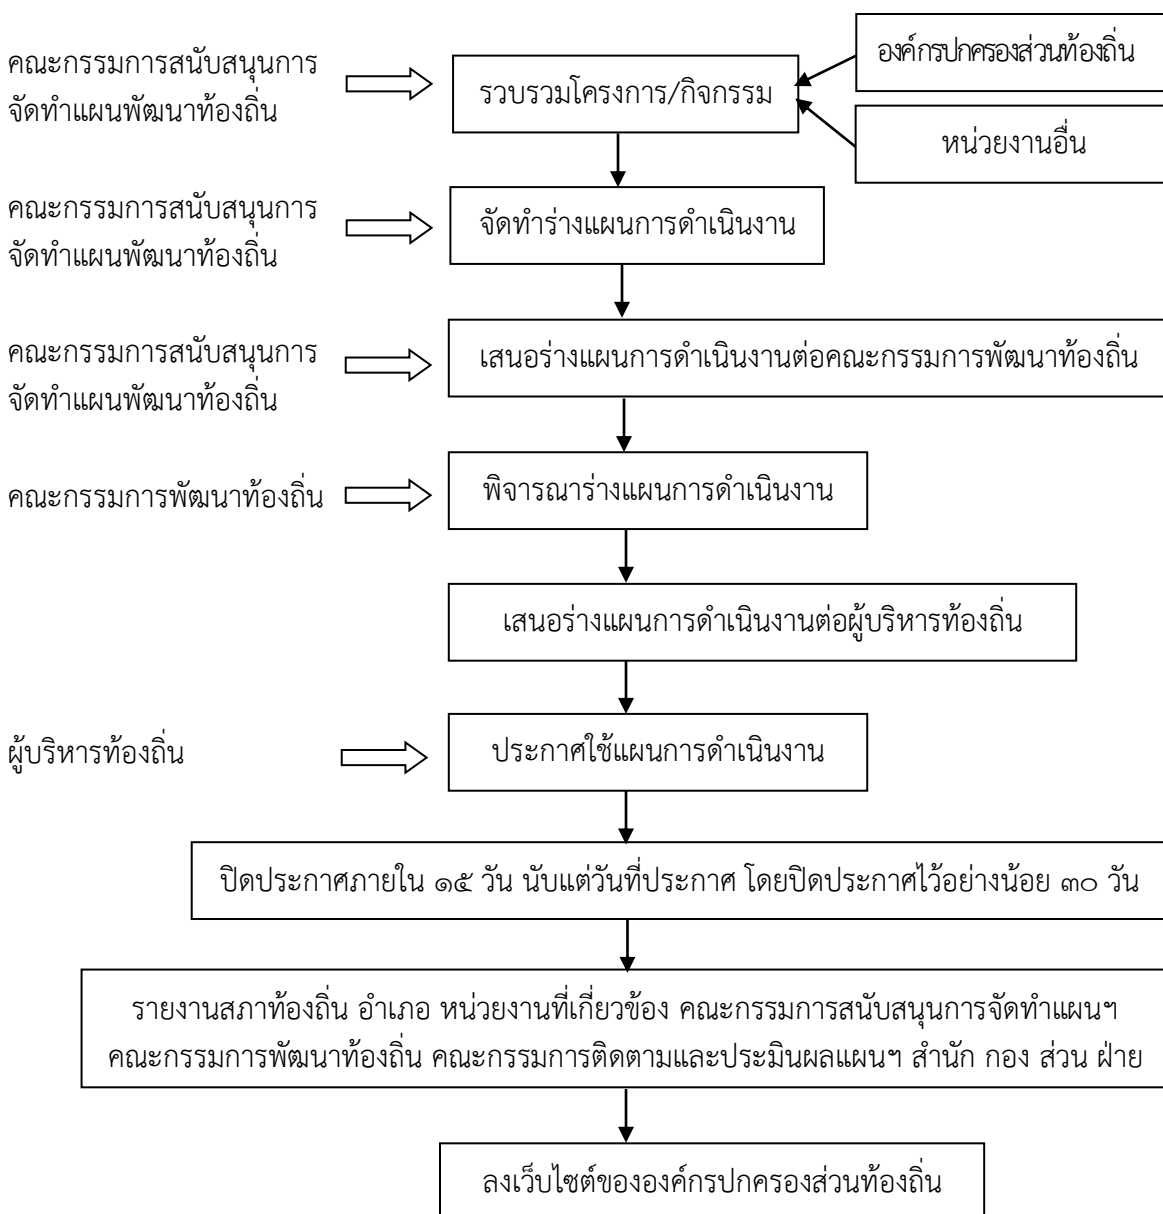 องค์กรปกครองส่วนท้องถิ่น
คณะกรรมการสนับสนุนการ
จัดทำแผนพัฒนาท้องถิ่น
รวบรวมโครงการ/กิจกรรม
หน่วยงานอื่น
คณะกรรมการสนับสนุนการ
จัดทำแผนพัฒนาท้องถิ่น
จัดทำร่างแผนการดำเนินงาน
คณะกรรมการสนับสนุนการ
จัดทำแผนพัฒนาท้องถิ่น
เสนอร่างแผนการดำเนินงานต่อคณะกรรมการพัฒนาท้องถิ่น
คณะกรรมการพัฒนาท้องถิ่น
พิจารณาร่างแผนการดำเนินงาน
เสนอร่างแผนการดำเนินงานต่อผู้บริหารท้องถิ่น
ผู้บริหารท้องถิ่น
ประกาศใช้แผนการดำเนินงาน
ปิดประกาศภายใน ๑๕ วัน นับแต่วันที่ประกาศ โดยปิดประกาศไว้อย่างน้อย ๓๐ วัน
รายงานสภาท้องถิ่น อำเภอ หน่วยงานที่เกี่ยวข้อง คณะกรรมการสนับสนุนการจัดทำแผนฯ
คณะกรรมการพัฒนาท้องถิ่น คณะกรรมการติดตามและประมินผลแผนฯ สำนัก กอง ส่วน ฝ่าย
ลงเว็บไซต์ขององค์กรปกครองส่วนท้องถิ่น